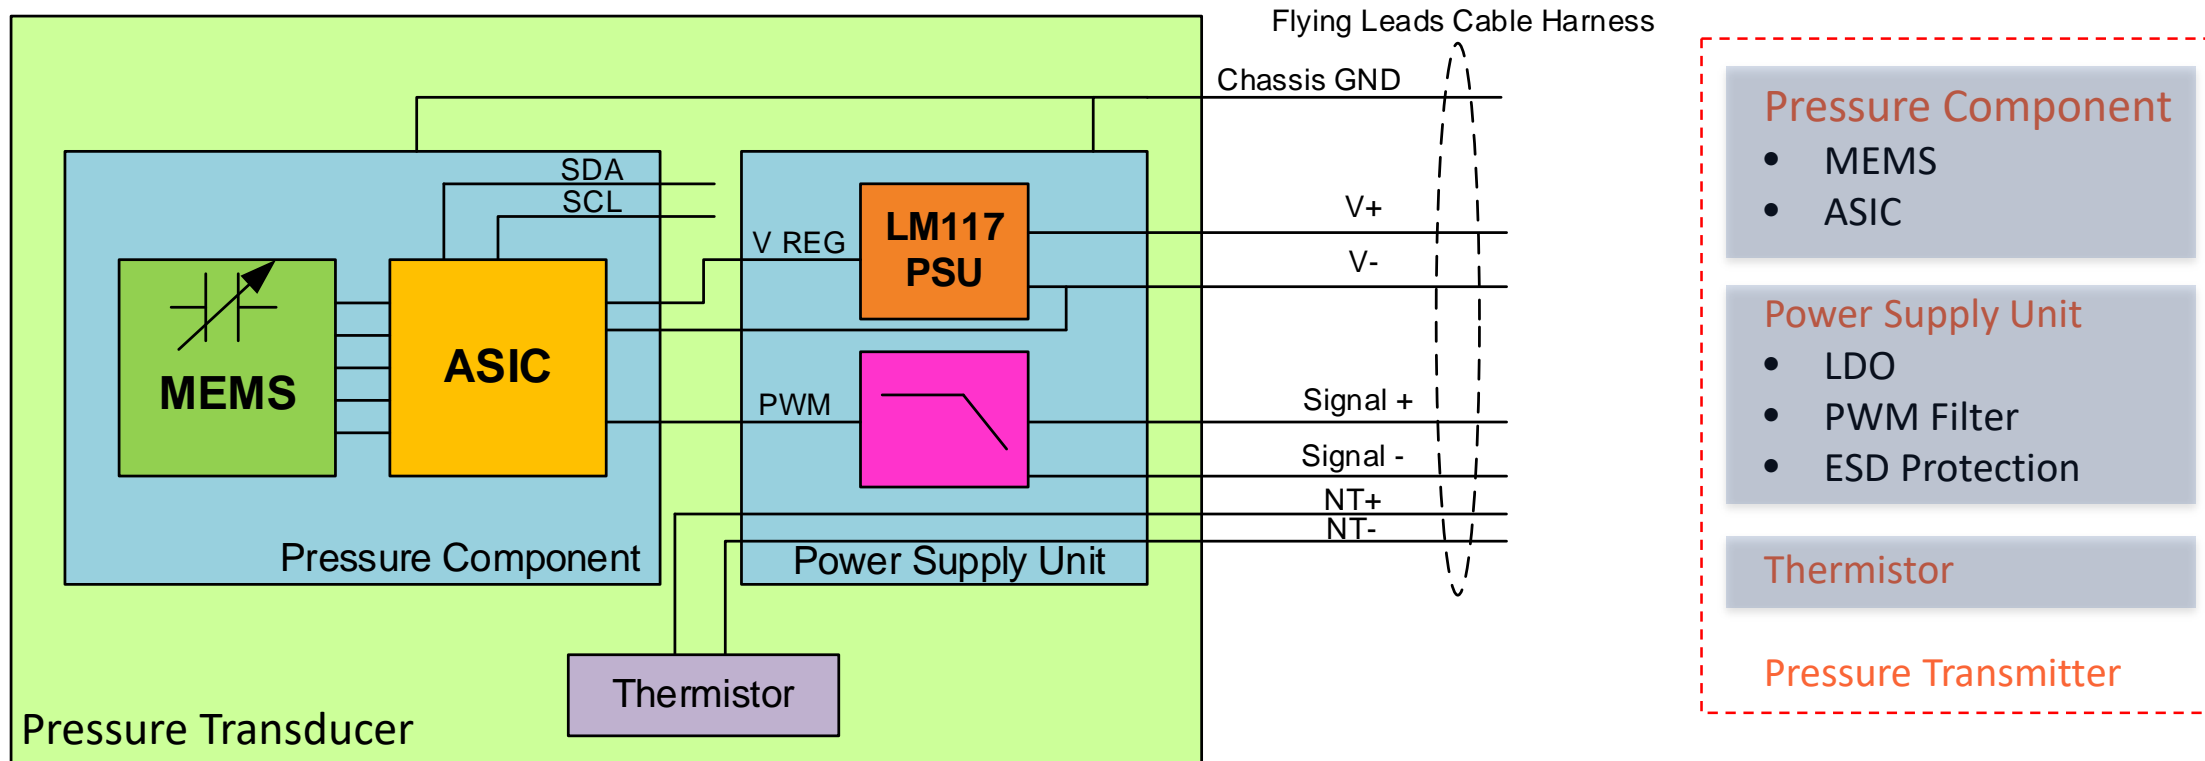 Flying Leads Cable Harness
Chassis GND
SDA
SCL
V REG
LM117
PSU
V+
V-
MEMS
ASIC
PWM
Signal +
Signal -
NT+
NT-
Pressure Component
Power Supply Unit
Thermistor
Pressure Transducer
Pressure Component
• MEMS
• ASIC
Power Supply Unit
• LDO
• PWM Filter
• ESD Protection
Thermistor
Pressure Transmitter